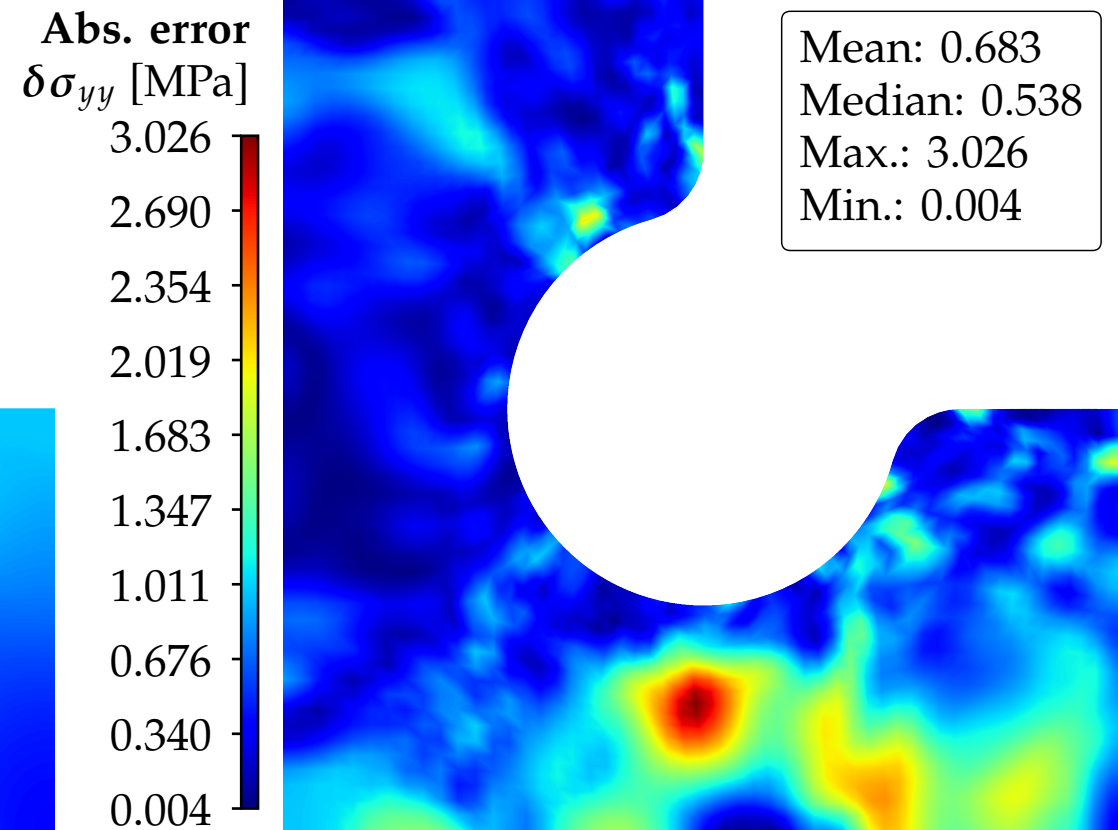 Abs. error
δσyy [MPa]
3.026
2.690
2.354
2.019
1.683
1.347
1.011
0.676
0.340
0.004
Mean: 0.683
Median: 0.538
Max.: 3.026
Min.: 0.004